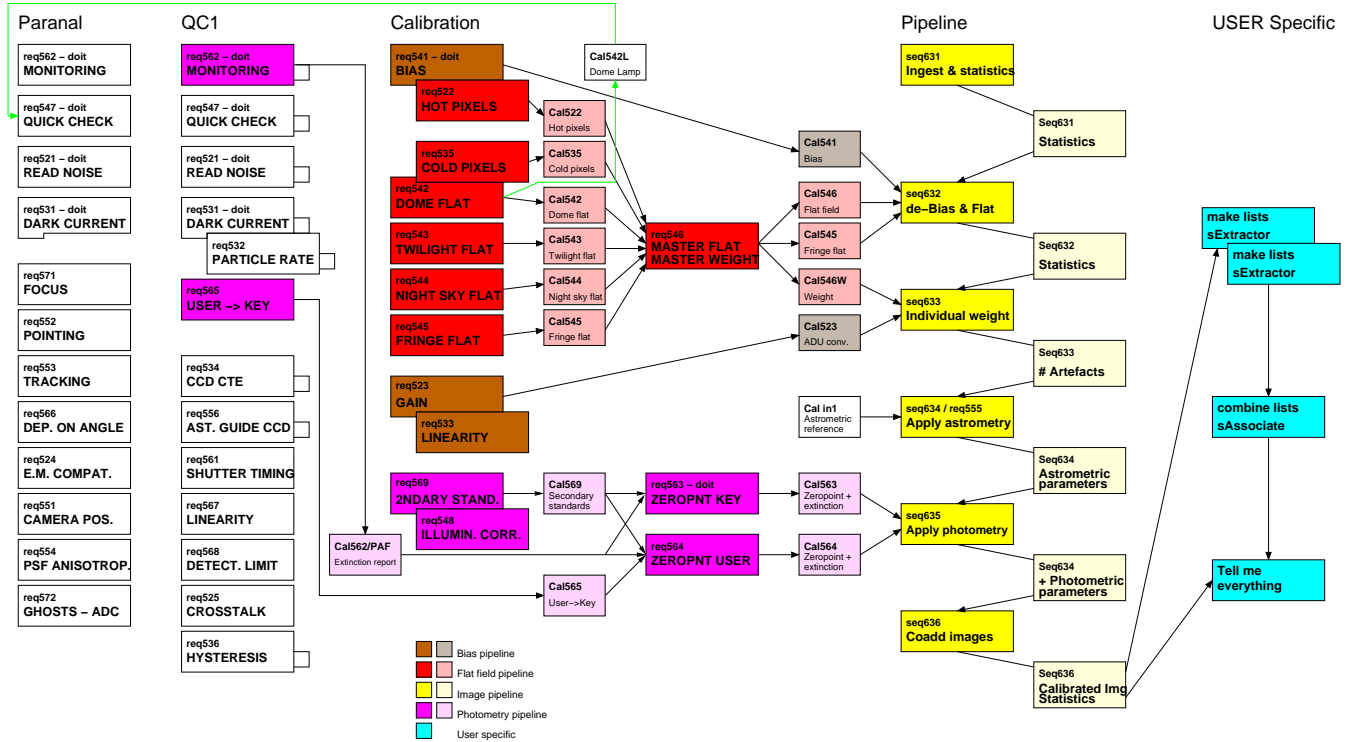 Paranal
req562 – doit
MONITORING
req547 – doit
QUICK CHECK
req521 – doit
READ NOISE
req531 – doit
DARK CURRENT
req571
FOCUS
req552
POINTING
req553
TRACKING
req566
DEP. ON ANGLE
req524
E.M. COMPAT.
req551
CAMERA POS.
req554
PSF ANISOTROP.
req572
GHOSTS – ADC
QC1
req562 – doit
MONITORING
req547 – doit
QUICK CHECK
req521 – doit
READ NOISE
req531 – doit
DARK CURRENT
req532
PARTICLE RATE
req565
USER –> KEY
req534
CCD CTE
req556
AST. GUIDE CCD
req561
SHUTTER TIMING
req567
LINEARITY
req568
DETECT. LIMIT
req525
CROSSTALK
req536
HYSTERESIS
Cal562/PAF
Extinction report
Calibration
req541 – doit
BIAS
req522
HOT PIXELS
req535
COLD PIXELS
req542
DOME FLAT
req543
TWILIGHT FLAT
req544
NIGHT SKY FLAT
req545
FRINGE FLAT
req523
GAIN
req533
LINEARITY
req569
2NDARY STAND.
req548
ILLUMIN. CORR.
Cal542L
Dome Lamp
Cal522
Hot pixels
Cal535
Cold pixels
Cal542
Dome flat
Cal543
Twilight flat
Cal544
Night sky flat
Cal545
Fringe flat
Cal569
Secondary
standards
Cal565
User–>Key
req546
MASTER FLAT
MASTER WEIGHT
req563 – doit
ZEROPNT KEY
req564
ZEROPNT USER
Cal541
Bias
Cal546
Flat field
Cal545
Fringe flat
Cal546W
Weight
Cal523
ADU conv.
Cal in1
Astrometric
reference
Cal563
Zeropoint +
extinction
Cal564
Zeropoint +
extinction
Pipeline
seq631
Ingest & statistics
Seq631
Statistics
seq632
de–Bias & Flat
Seq632
Statistics
seq633
Individual weight
Seq633
# Artefacts
seq634 / req555
Apply astrometry
Seq634
Astrometric
parameters
seq635
Apply photometry
Seq634
+ Photometric
parameters
seq636
Coadd images
Seq636
Calibrated Img
Statistics
USER Specific
make lists
sExtractor
make lists
sExtractor
combine lists
sAssociate
Tell me
everything
Bias pipeline
Flat field pipeline
Image pipeline
Photometry pipeline
User specific